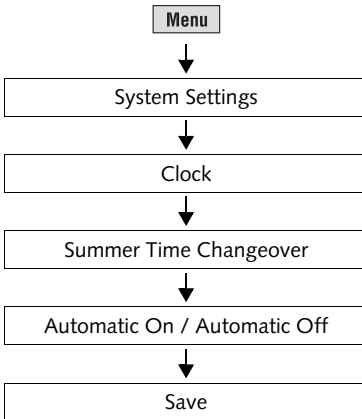 Menu
System Settings
Clock
Summer Time Changeover
Automatic On / Automatic Off
Save